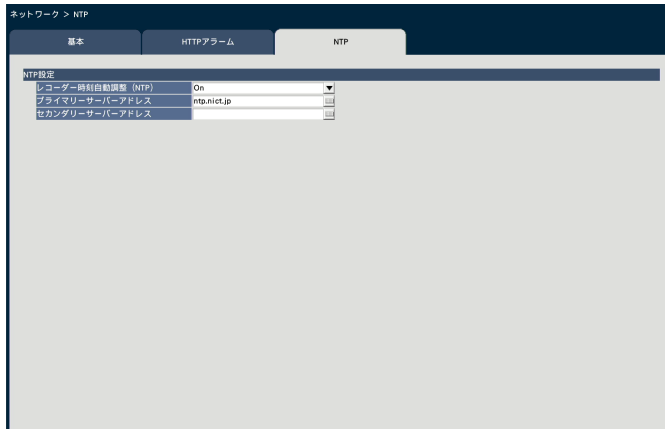 ネットワーク > NTP
基本 HTTPアラーム NTP
NTP設定
レコーダー時刻自動調整（NTP） On
プライマリーサーバーアドレス ntp.nict.jp
セカンダリーサーバーアドレス